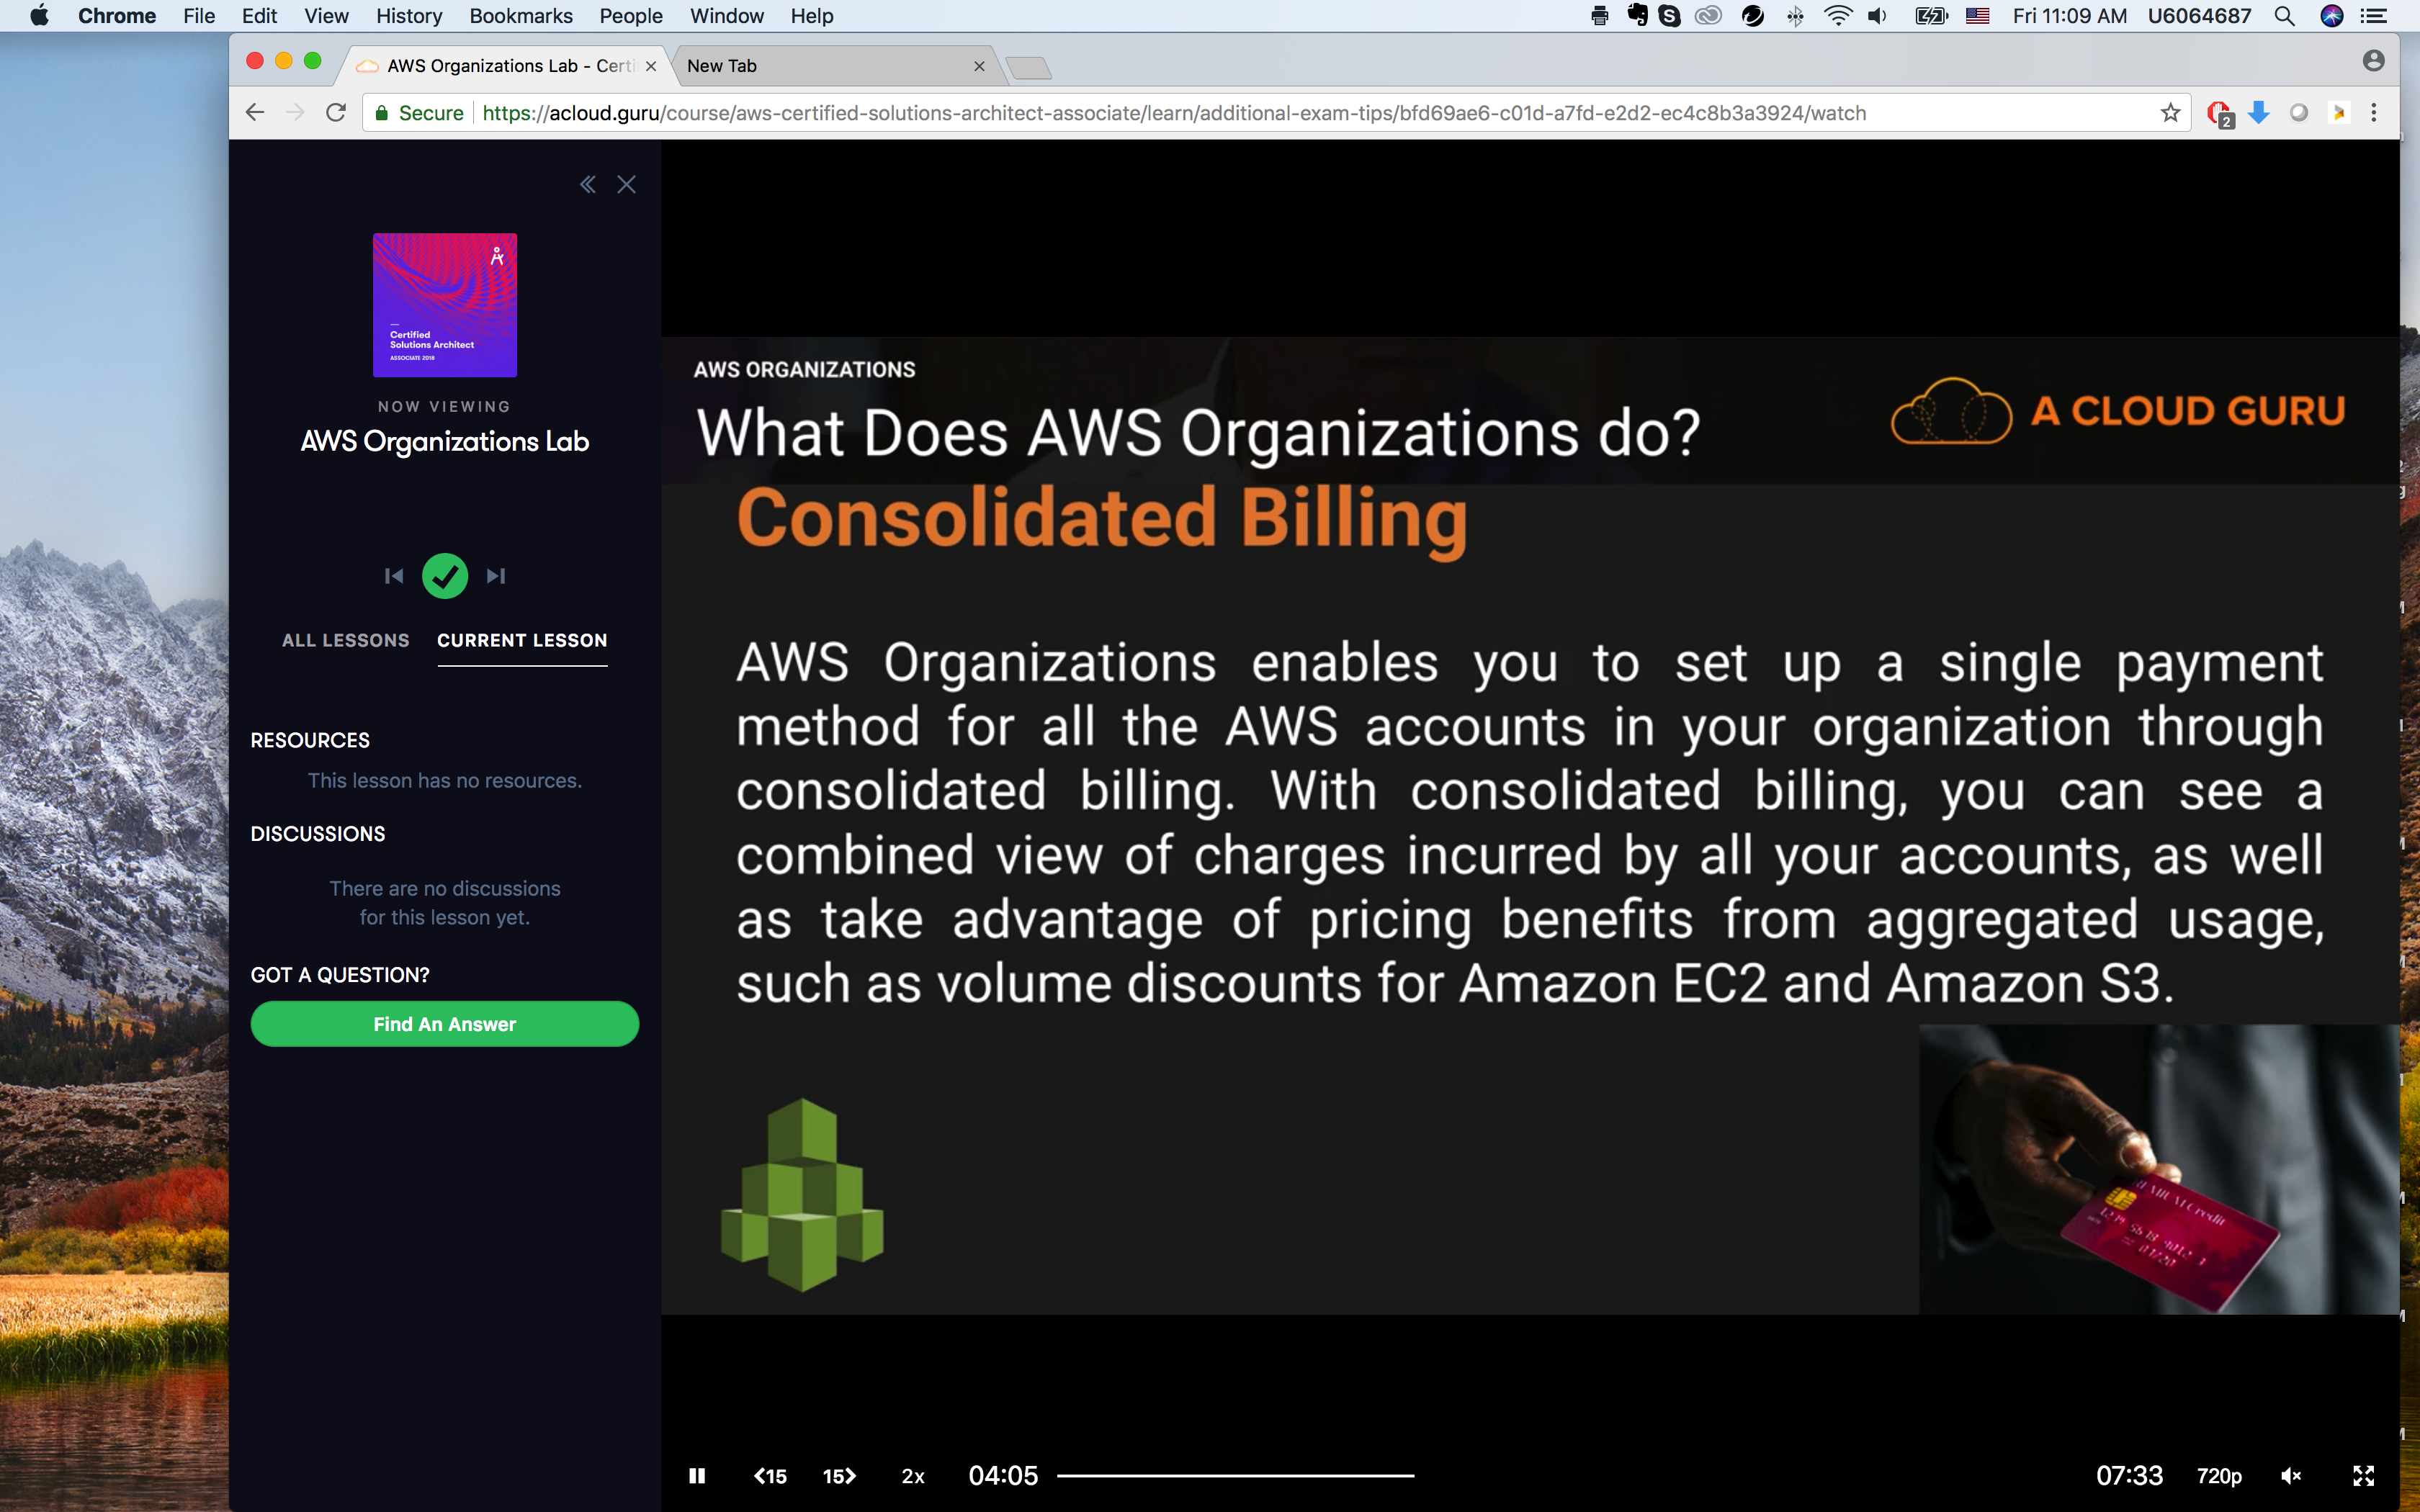 Chrome File Edit View History Bookmarks People Window Help
Fri 11:09 AM U6064687
AWS Organizations Lab - Certi
New Tab
Secure https://acloud.guru/course/aws-certified-solutions-architect-associate/learn/additional-exam-tips/bfd69ae6-c01d-a7fd-e2d2-ec4c8b3a3924/watch
2
Certified
Solutions Architect
ASSOCIATE 2018
NOW VIEWING
AWS Organizations Lab
ALL LESSONS CURRENT LESSON
RESOURCES
This lesson has no resources.
DISCUSSIONS
There are no discussions
for this lesson yet.
GOT A QUESTION?
Find An Answer
AWS ORGANIZATIONS
What Does AWS Organizations do?
A CLOUD GURU
Consolidated Billing
AWS Organizations enables you to set up a single payment
method for all the AWS accounts in your organization through
consolidated billing. With consolidated billing, you can see a
combined view of charges incurred by all your accounts, as well
as take advantage of pricing benefits from aggregated usage,
such as volume discounts for Amazon EC2 and Amazon S3.
Credit
15 15 2x 04:05 07:33 720p